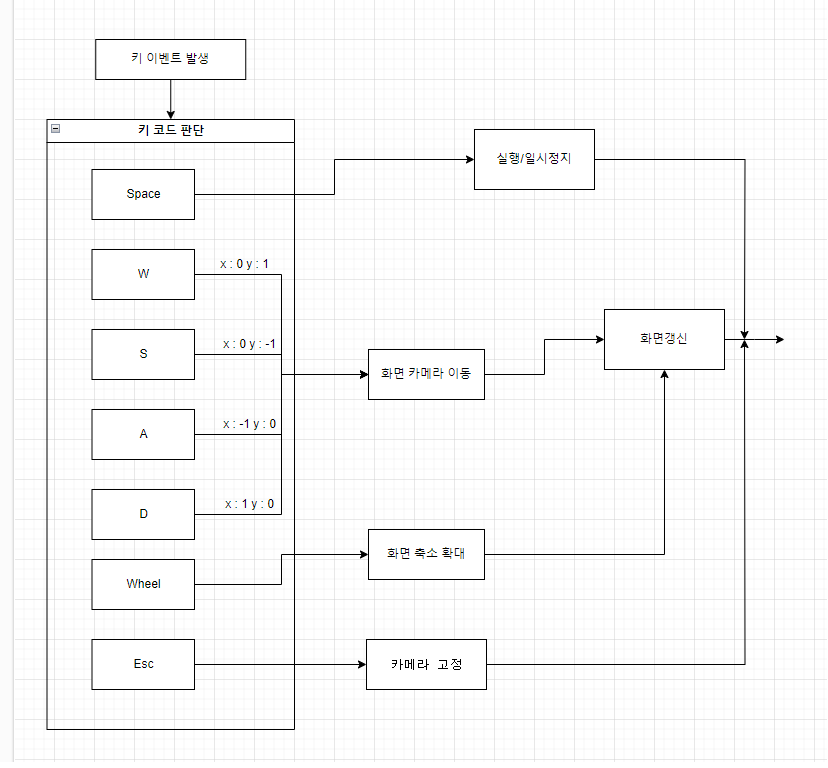 키 이벤트 발생
키 코드 판단
Space
실행/일시정지
W
x : 0 y : 1
S
x : 0 y : -1
화면 카메라 이동
화면갱신
A
x : -1 y : 0
D
x : 1 y : 0
Wheel
화면 축소 확대
Esc
카메라 고정